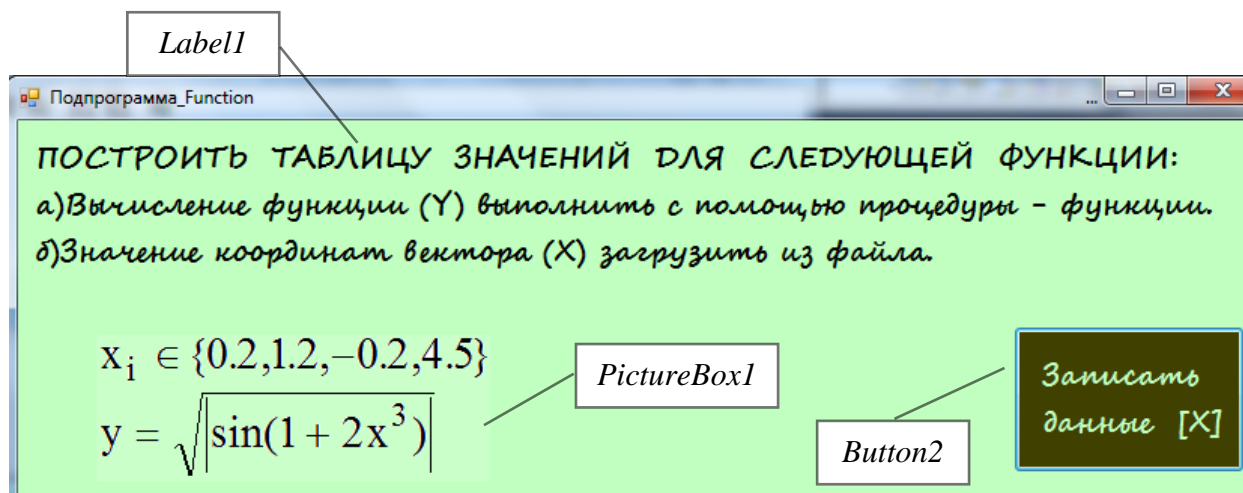 Label1
Подпрограмма_Function
ПОСТРОИТЬ ТАБЛИЦУ ЗНАЧЕНИЙ ДЛЯ СЛЕДУЮЩЕЙ ФУНКЦИИ:
а)Вычисление функции (Y) выполнить с помощью процедуры - функции.
б)Значение координат вектора (X) загрузить из файла.
xᵢ ∈ {0.2,1.2,−0.2,4.5}
y = √|sin(1 + 2x³)|
PictureBox1
Button2
Записать
данные [X]